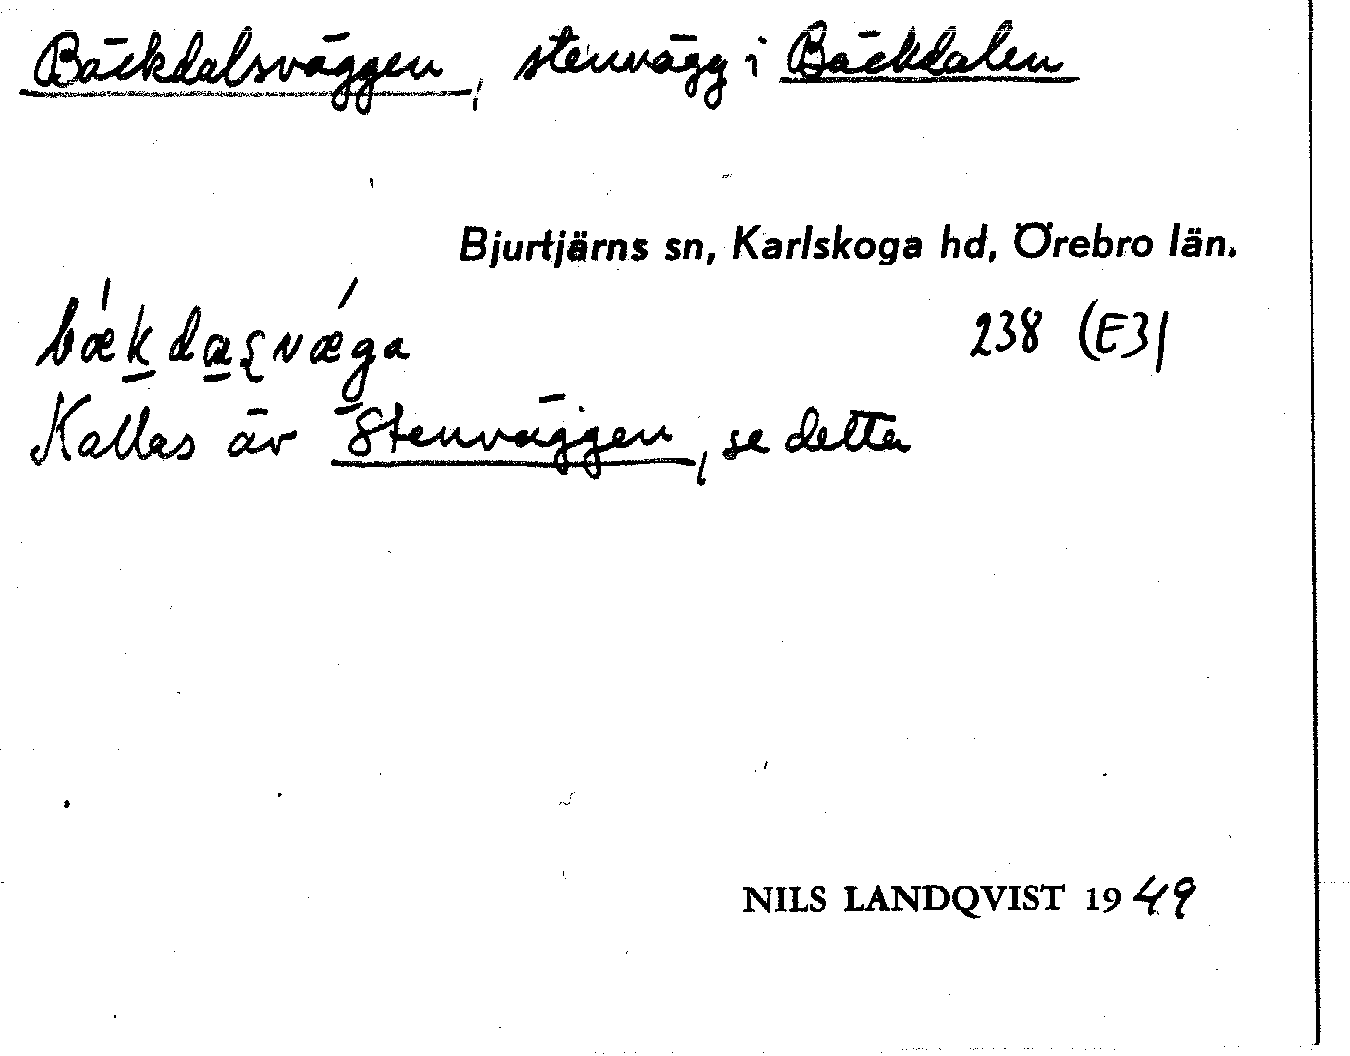 Bäckdalsväggen, stenvägg i Bäckdalen
Bjurtjärns sn, Karlskoga hd, Örebro län.
238 (E3)
Kallas äv Stenväggen, se detta
NILS LANDQVIST 1949